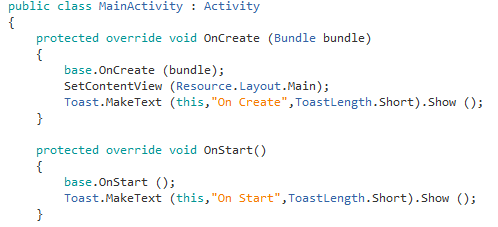 public class MainActivity : Activity
{
    protected override void OnCreate (Bundle bundle)
    {
        base.OnCreate (bundle);
        SetContentView (Resource.Layout.Main);
        Toast.MakeText (this,"On Create",ToastLength.Short).Show ();
    }

    protected override void OnStart()
    {
        base.OnStart ();
        Toast.MakeText (this,"On Start",ToastLength.Short).Show ();
    }